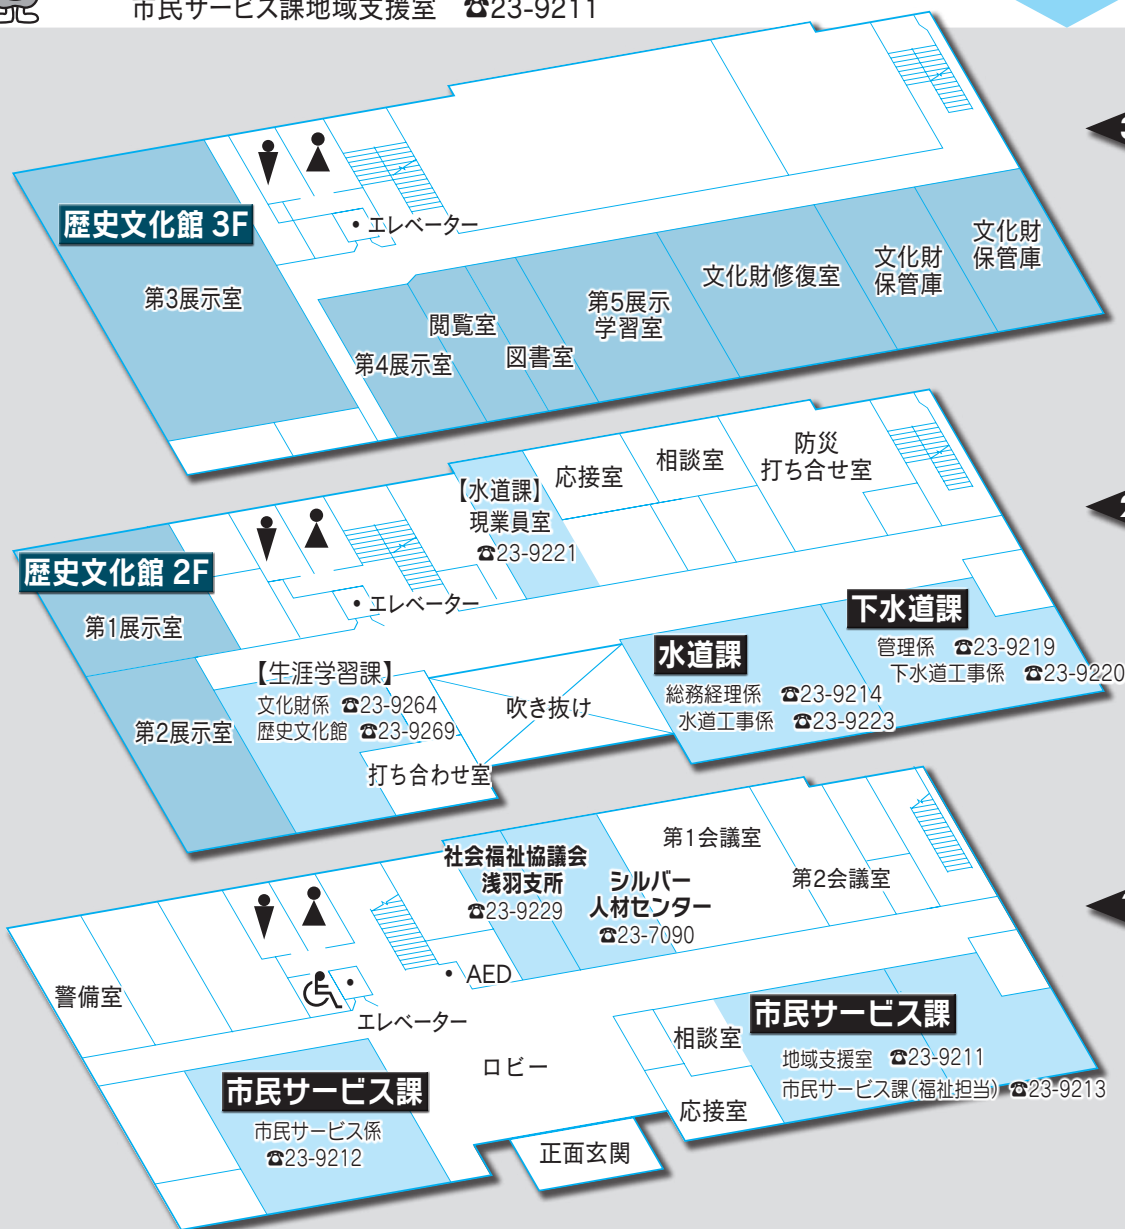 市民サービス課地域支援室 ☎23-9211
3
歴史文化館 3F
・エレベーター
第3展示室
第4展示室
閲覧室
図書室
第5展示
学習室
文化財修復室
文化財
保管庫
文化財
保管庫
2
歴史文化館 2F
【水道課】
現業員室
☎23-9221
応接室
相談室
防災
打ち合せ室
・エレベーター
第1展示室
第2展示室
【生涯学習課】
文化財係 ☎23-9264
歴史文化館 ☎23-9269
打ち合わせ室
吹き抜け
水道課
総務経理係 ☎23-9214
水道工事係 ☎23-9223
下水道課
管理係 ☎23-9219
下水道工事係 ☎23-9220
社会福祉協議会
浅羽支所
☎23-9229
シルバー
人材センター
☎23-7090
第1会議室
第2会議室
警備室
・AED
エレベーター
ロビー
市民サービス課
市民サービス係
☎23-9212
相談室
応接室
市民サービス課
地域支援室 ☎23-9211
市民サービス課(福祉担当) ☎23-9213
正面玄関